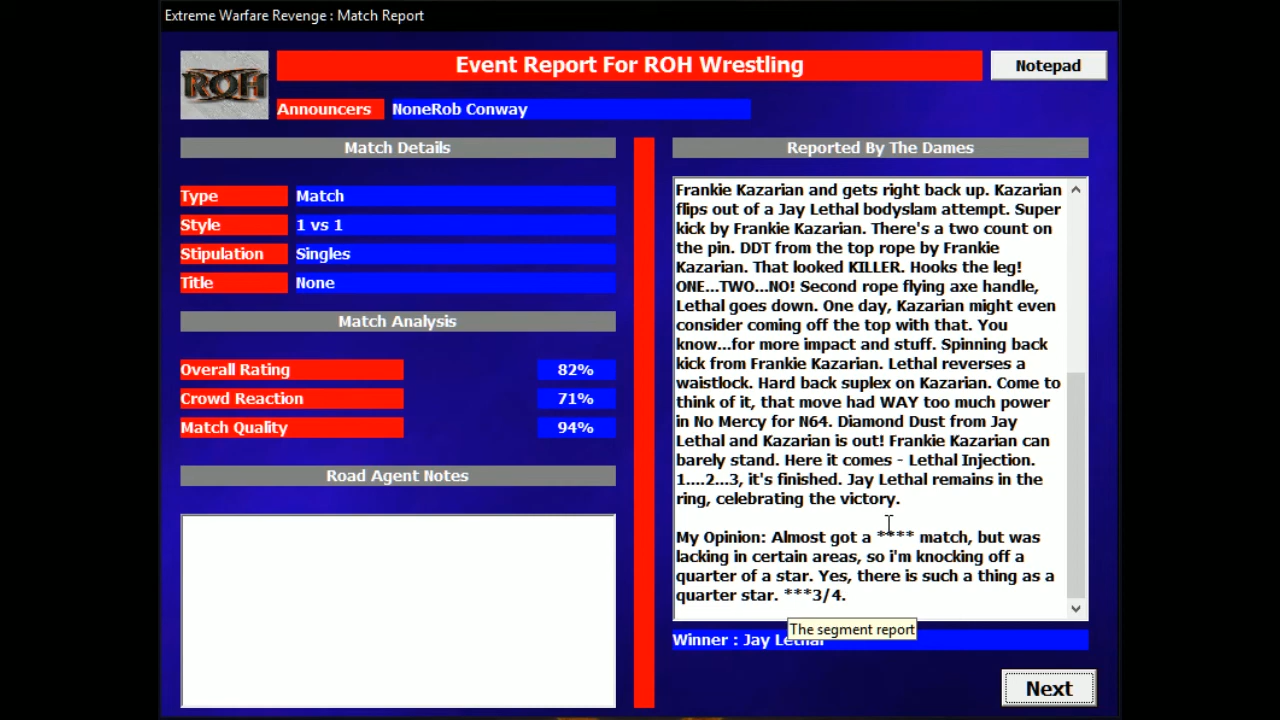 Extreme Warfare Revenge : Match Report
ROH
Event Report For ROH Wrestling
Notepad
Announcers
NoneRob Conway
Match Details
Type
Match
Style
1 vs 1
Stipulation
Singles
Title
None
Match Analysis
Overall Rating
82%
Crowd Reaction
71%
Match Quality
94%
Road Agent Notes
Reported By The Dames
Frankie Kazarian and gets right back up. Kazarian
flips out of a Jay Lethal bodyslam attempt. Super
kick by Frankie Kazarian. There's a two count on
the pin. DDT from the top rope by Frankie
Kazarian. That looked KILLER. Hooks the leg!
ONE...TWO...NO! Second rope flying axe handle,
Lethal goes down. One day, Kazarian might even
consider coming off the top with that. You
know...for more impact and stuff. Spinning back
kick from Frankie Kazarian. Lethal reverses a
waistlock. Hard back suplex on Kazarian. Come to
think of it, that move had WAY too much power
in No Mercy for N64. Diamond Dust from Jay
Lethal and Kazarian is out! Frankie Kazarian can
barely stand. Here it comes - Lethal Injection.
1....2...3, it's finished. Jay Lethal remains in the
ring, celebrating the victory.
My Opinion: Almost got a **** match, but was
lacking in certain areas, so i'm knocking off a
quarter of a star. Yes, there is such a thing as a
quarter star. ***3/4.
The segment report
Winner : Jay Lethal
Next